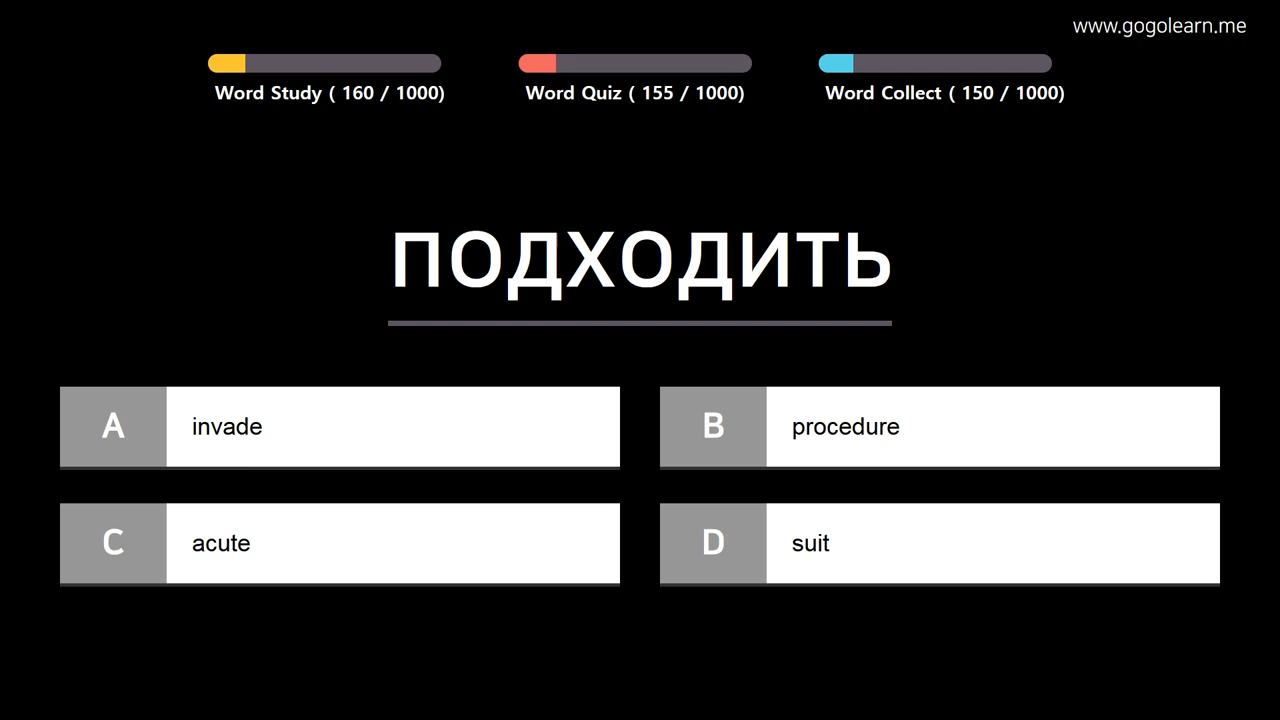 www.gogolearn.me
Word Study ( 160 / 1000)
Word Quiz ( 155 / 1000)
Word Collect ( 150 / 1000)
ПОДХОДИТЬ
A invade
B procedure
C acute
D suit